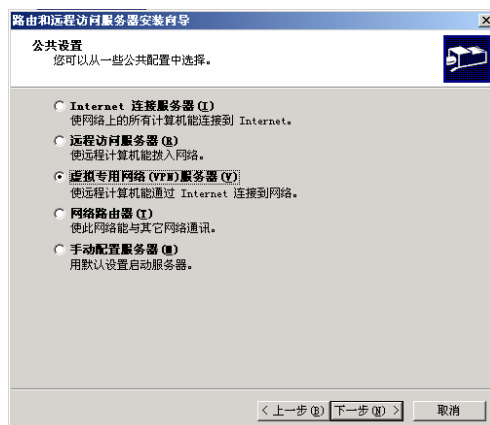 路由和远程访问服务器安装向导
公共设置
您可以从一些公共配置中选择。
Internet 连接服务器(I)
使网络上的所有计算机能连接到 Internet。
远程访问服务器(R)
使远程计算机能拨入网络。
虚拟专用网络(VPN)服务器(V)
使远程计算机能通过 Internet 连接到网络。
网络路由器(T)
使此网络能与其它网络通讯。
手动配置服务器(M)
用默认设置启动服务器。
< 上一步(B) 下一步(N) > 取消